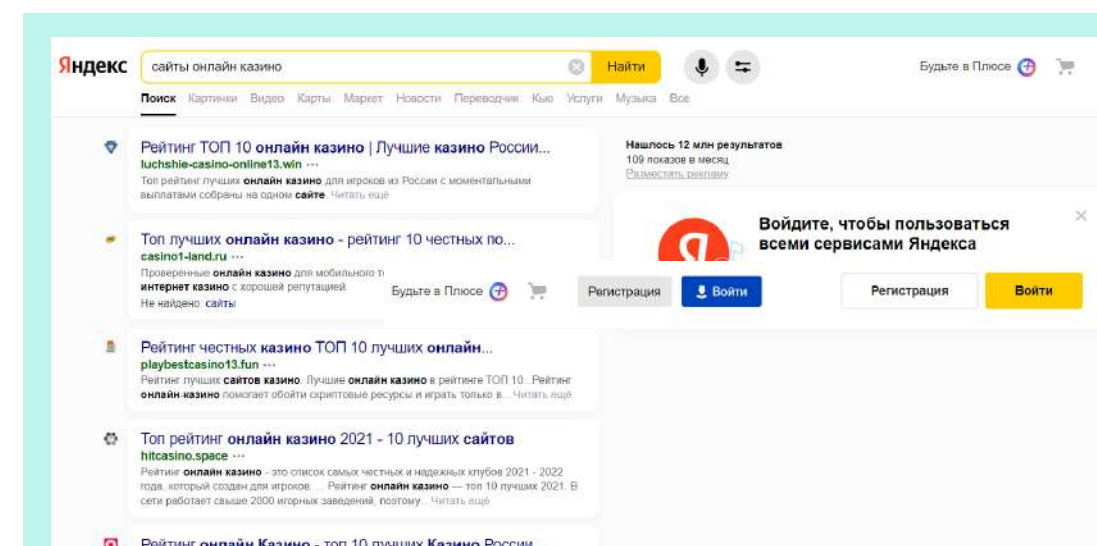 Яндекс
сайты онлайн казино
Найти
Будьте в Плюсе
Поиск Картинки Видео Карты Маркет Новости Переводчик Кью Услуги Музыка Все
Рейтинг ТОП 10 онлайн казино | Лучшие казино России...
luchshie-casino-online13.win ···
Топ рейтинг лучших онлайн казино для игроков из России с моментальными
выплатами собраны на одном сайте. Читать ещё
Топ лучших онлайн казино - рейтинг 10 честных по...
casino1-land.ru ···
Проверенные онлайн казино для мобильного т
интернет казино с хорошей репутацией.
Не найдено: сайты
Рейтинг честных казино ТОП 10 лучших онлайн...
playbestcasino13.fun ···
Рейтинг лучших сайтов казино. Лучшие онлайн казино в рейтинге ТОП 10...Рейтинг
онлайн-казино помогает обойти скриптовые ресурсы и играть только в... Читать ещё
Топ рейтинг онлайн казино 2021 - 10 лучших сайтов
hitcasino.space ···
Рейтинг онлайн казино - это список самых честных и надежных клубов 2021 - 2022
года, который создан для игроков. ... Рейтинг онлайн казино — топ 10 лучших 2021. В
сети работает свыше 2000 игорных заведений, поэтому... Читать ещё
Рейтинг онлайн Казино - топ 10 лучших Казино России...
Нашлось 12 млн результатов
109 показов в месяц
Разместить рекламу
Войдите, чтобы пользоваться
всеми сервисами Яндекса
Будьте в Плюсе
Регистрация
Войти
Регистрация
Войти